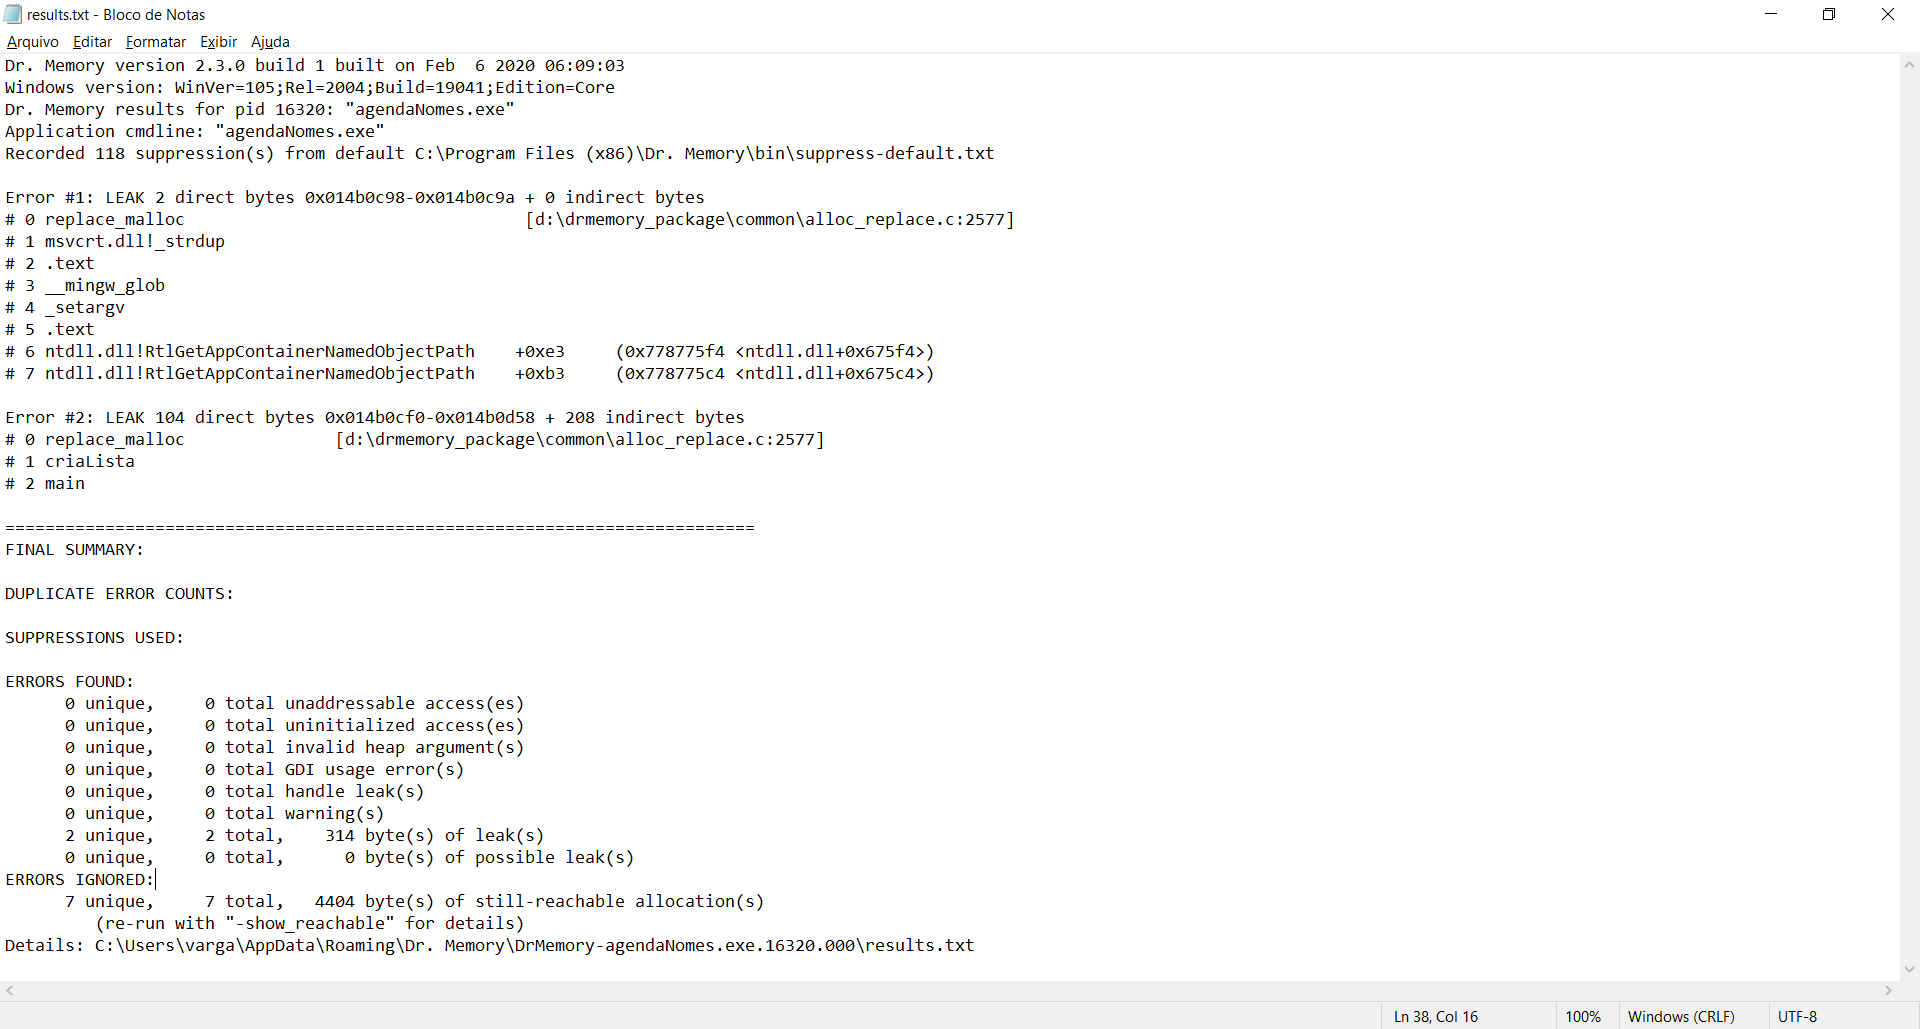 results.txt - Bloco de Notas
Arquivo Editar Formatar Exibir Ajuda
Dr. Memory version 2.3.0 build 1 built on Feb  6 2020 06:09:03
Windows version: WinVer=105;Rel=2004;Build=19041;Edition=Core
Dr. Memory results for pid 16320: "agendaNomes.exe"
Application cmdline: "agendaNomes.exe"
Recorded 118 suppression(s) from default C:\Program Files (x86)\Dr. Memory\bin\suppress-default.txt

Error #1: LEAK 2 direct bytes 0x014b0c98-0x014b0c9a + 0 indirect bytes
# 0 replace_malloc                                  [d:\drmemory_package\common\alloc_replace.c:2577]
# 1 msvcrt.dll!_strdup
# 2 .text
# 3 __mingw_glob
# 4 _setargv
# 5 .text
# 6 ntdll.dll!RtlGetAppContainerNamedObjectPath    +0xe3     (0x778775f4 <ntdll.dll+0x675f4>)
# 7 ntdll.dll!RtlGetAppContainerNamedObjectPath    +0xb3     (0x778775c4 <ntdll.dll+0x675c4>)

Error #2: LEAK 104 direct bytes 0x014b0cf0-0x014b0d58 + 208 indirect bytes
# 0 replace_malloc               [d:\drmemory_package\common\alloc_replace.c:2577]
# 1 criaLista
# 2 main

===========================================================================
FINAL SUMMARY:

DUPLICATE ERROR COUNTS:

SUPPRESSIONS USED:

ERRORS FOUND:
      0 unique,     0 total unaddressable access(es)
      0 unique,     0 total uninitialized access(es)
      0 unique,     0 total invalid heap argument(s)
      0 unique,     0 total GDI usage error(s)
      0 unique,     0 total handle leak(s)
      0 unique,     0 total warning(s)
      2 unique,     2 total,    314 byte(s) of leak(s)
      0 unique,     0 total,      0 byte(s) of possible leak(s)
ERRORS IGNORED:
      7 unique,     7 total,   4404 byte(s) of still-reachable allocation(s)
         (re-run with "-show_reachable" for details)
Details: C:\Users\varga\AppData\Roaming\Dr. Memory\DrMemory-agendaNomes.exe.16320.000\results.txt
Ln 38, Col 16 100% Windows (CRLF) UTF-8